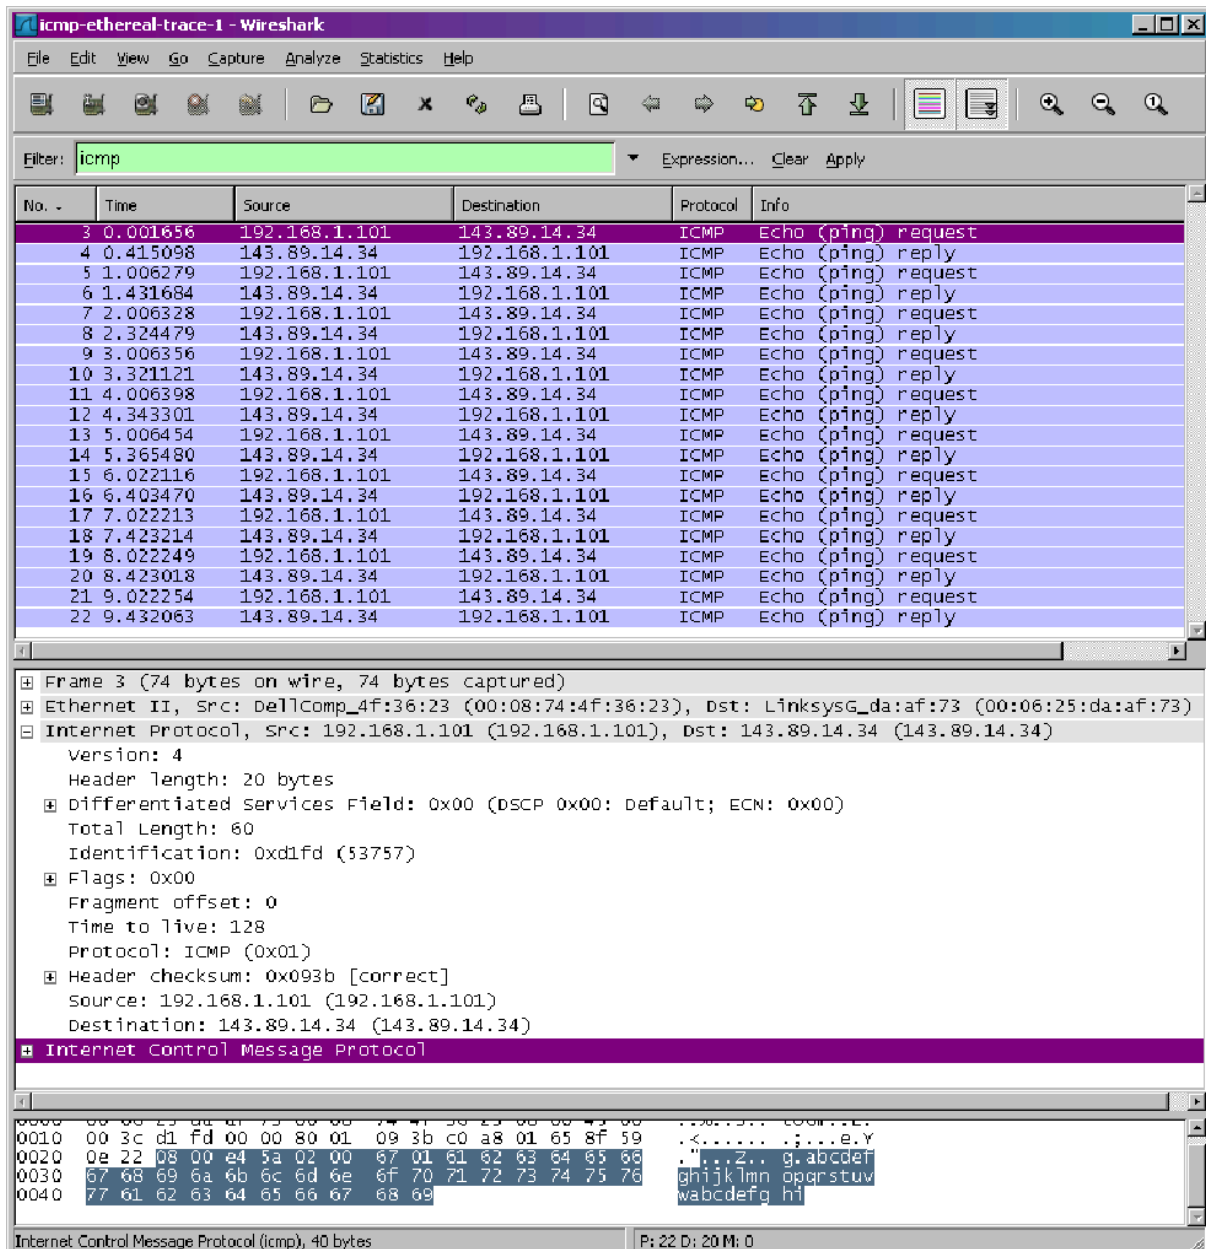 icmp-ethereal-trace-1 - Wireshark
File Edit View Go Capture Analyze Statistics Help
Filter: icmp Expression... Clear Apply
No. - Time Source Destination Protocol Info
3 0.001656 192.168.1.101 143.89.14.34 ICMP Echo (ping) request
4 0.415098 143.89.14.34 192.168.1.101 ICMP Echo (ping) reply
5 1.006279 192.168.1.101 143.89.14.34 ICMP Echo (ping) request
6 1.431684 143.89.14.34 192.168.1.101 ICMP Echo (ping) reply
7 2.006328 192.168.1.101 143.89.14.34 ICMP Echo (ping) request
8 2.324479 143.89.14.34 192.168.1.101 ICMP Echo (ping) reply
9 3.006356 192.168.1.101 143.89.14.34 ICMP Echo (ping) request
10 3.321121 143.89.14.34 192.168.1.101 ICMP Echo (ping) reply
11 4.006398 192.168.1.101 143.89.14.34 ICMP Echo (ping) request
12 4.343301 143.89.14.34 192.168.1.101 ICMP Echo (ping) reply
13 5.006454 192.168.1.101 143.89.14.34 ICMP Echo (ping) request
14 5.365480 143.89.14.34 192.168.1.101 ICMP Echo (ping) reply
15 6.022116 192.168.1.101 143.89.14.34 ICMP Echo (ping) request
16 6.403470 143.89.14.34 192.168.1.101 ICMP Echo (ping) reply
17 7.022213 192.168.1.101 143.89.14.34 ICMP Echo (ping) request
18 7.423214 143.89.14.34 192.168.1.101 ICMP Echo (ping) reply
19 8.022249 192.168.1.101 143.89.14.34 ICMP Echo (ping) request
20 8.423018 143.89.14.34 192.168.1.101 ICMP Echo (ping) reply
21 9.022254 192.168.1.101 143.89.14.34 ICMP Echo (ping) request
22 9.432063 143.89.14.34 192.168.1.101 ICMP Echo (ping) reply
Frame 3 (74 bytes on wire, 74 bytes captured)
Ethernet II, Src: DellComp_4f:36:23 (00:08:74:4f:36:23), Dst: LinksysG_da:af:73 (00:06:25:da:af:73)
Internet Protocol, Src: 192.168.1.101 (192.168.1.101), Dst: 143.89.14.34 (143.89.14.34)
Version: 4
Header length: 20 bytes
Differentiated Services Field: 0x00 (DSCP 0x00: Default; ECN: 0x00)
Total Length: 60
Identification: 0xd1fd (53757)
Flags: 0x00
Fragment offset: 0
Time to live: 128
Protocol: ICMP (0x01)
Header checksum: 0x093b [correct]
Source: 192.168.1.101 (192.168.1.101)
Destination: 143.89.14.34 (143.89.14.34)
Internet Control Message Protocol
0010 00 3c d1 fd 00 00 80 01 09 3b c0 a8 01 65 8f 59 .<...... .;...e.Y
0020 0e 22 08 00 e4 5a 02 00 67 01 61 62 63 64 65 66 ."...Z.. g.abcdef
0030 67 68 69 6a 6b 6c 6d 6e 6f 70 71 72 73 74 75 76 ghijklmn opqrstuv
0040 77 61 62 63 64 65 66 67 68 69 wabcdefg hi
Internet Control Message Protocol (icmp), 40 bytes P: 22 D: 20 M: 0